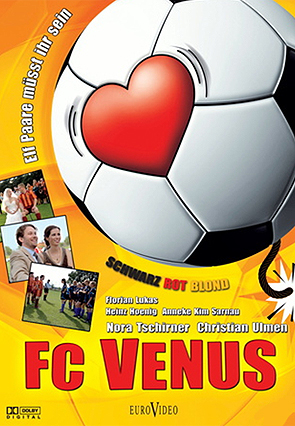 Elf Paare müsst ihr sein
SCHWARZ ROT BLOND
Florian Lukas
Heinz Hoenig Anneke Kim Sarnau
Nora Tschirner Christian Ulmen
FC VENUS
DOLBY
DIGITAL
EUROVIDEO